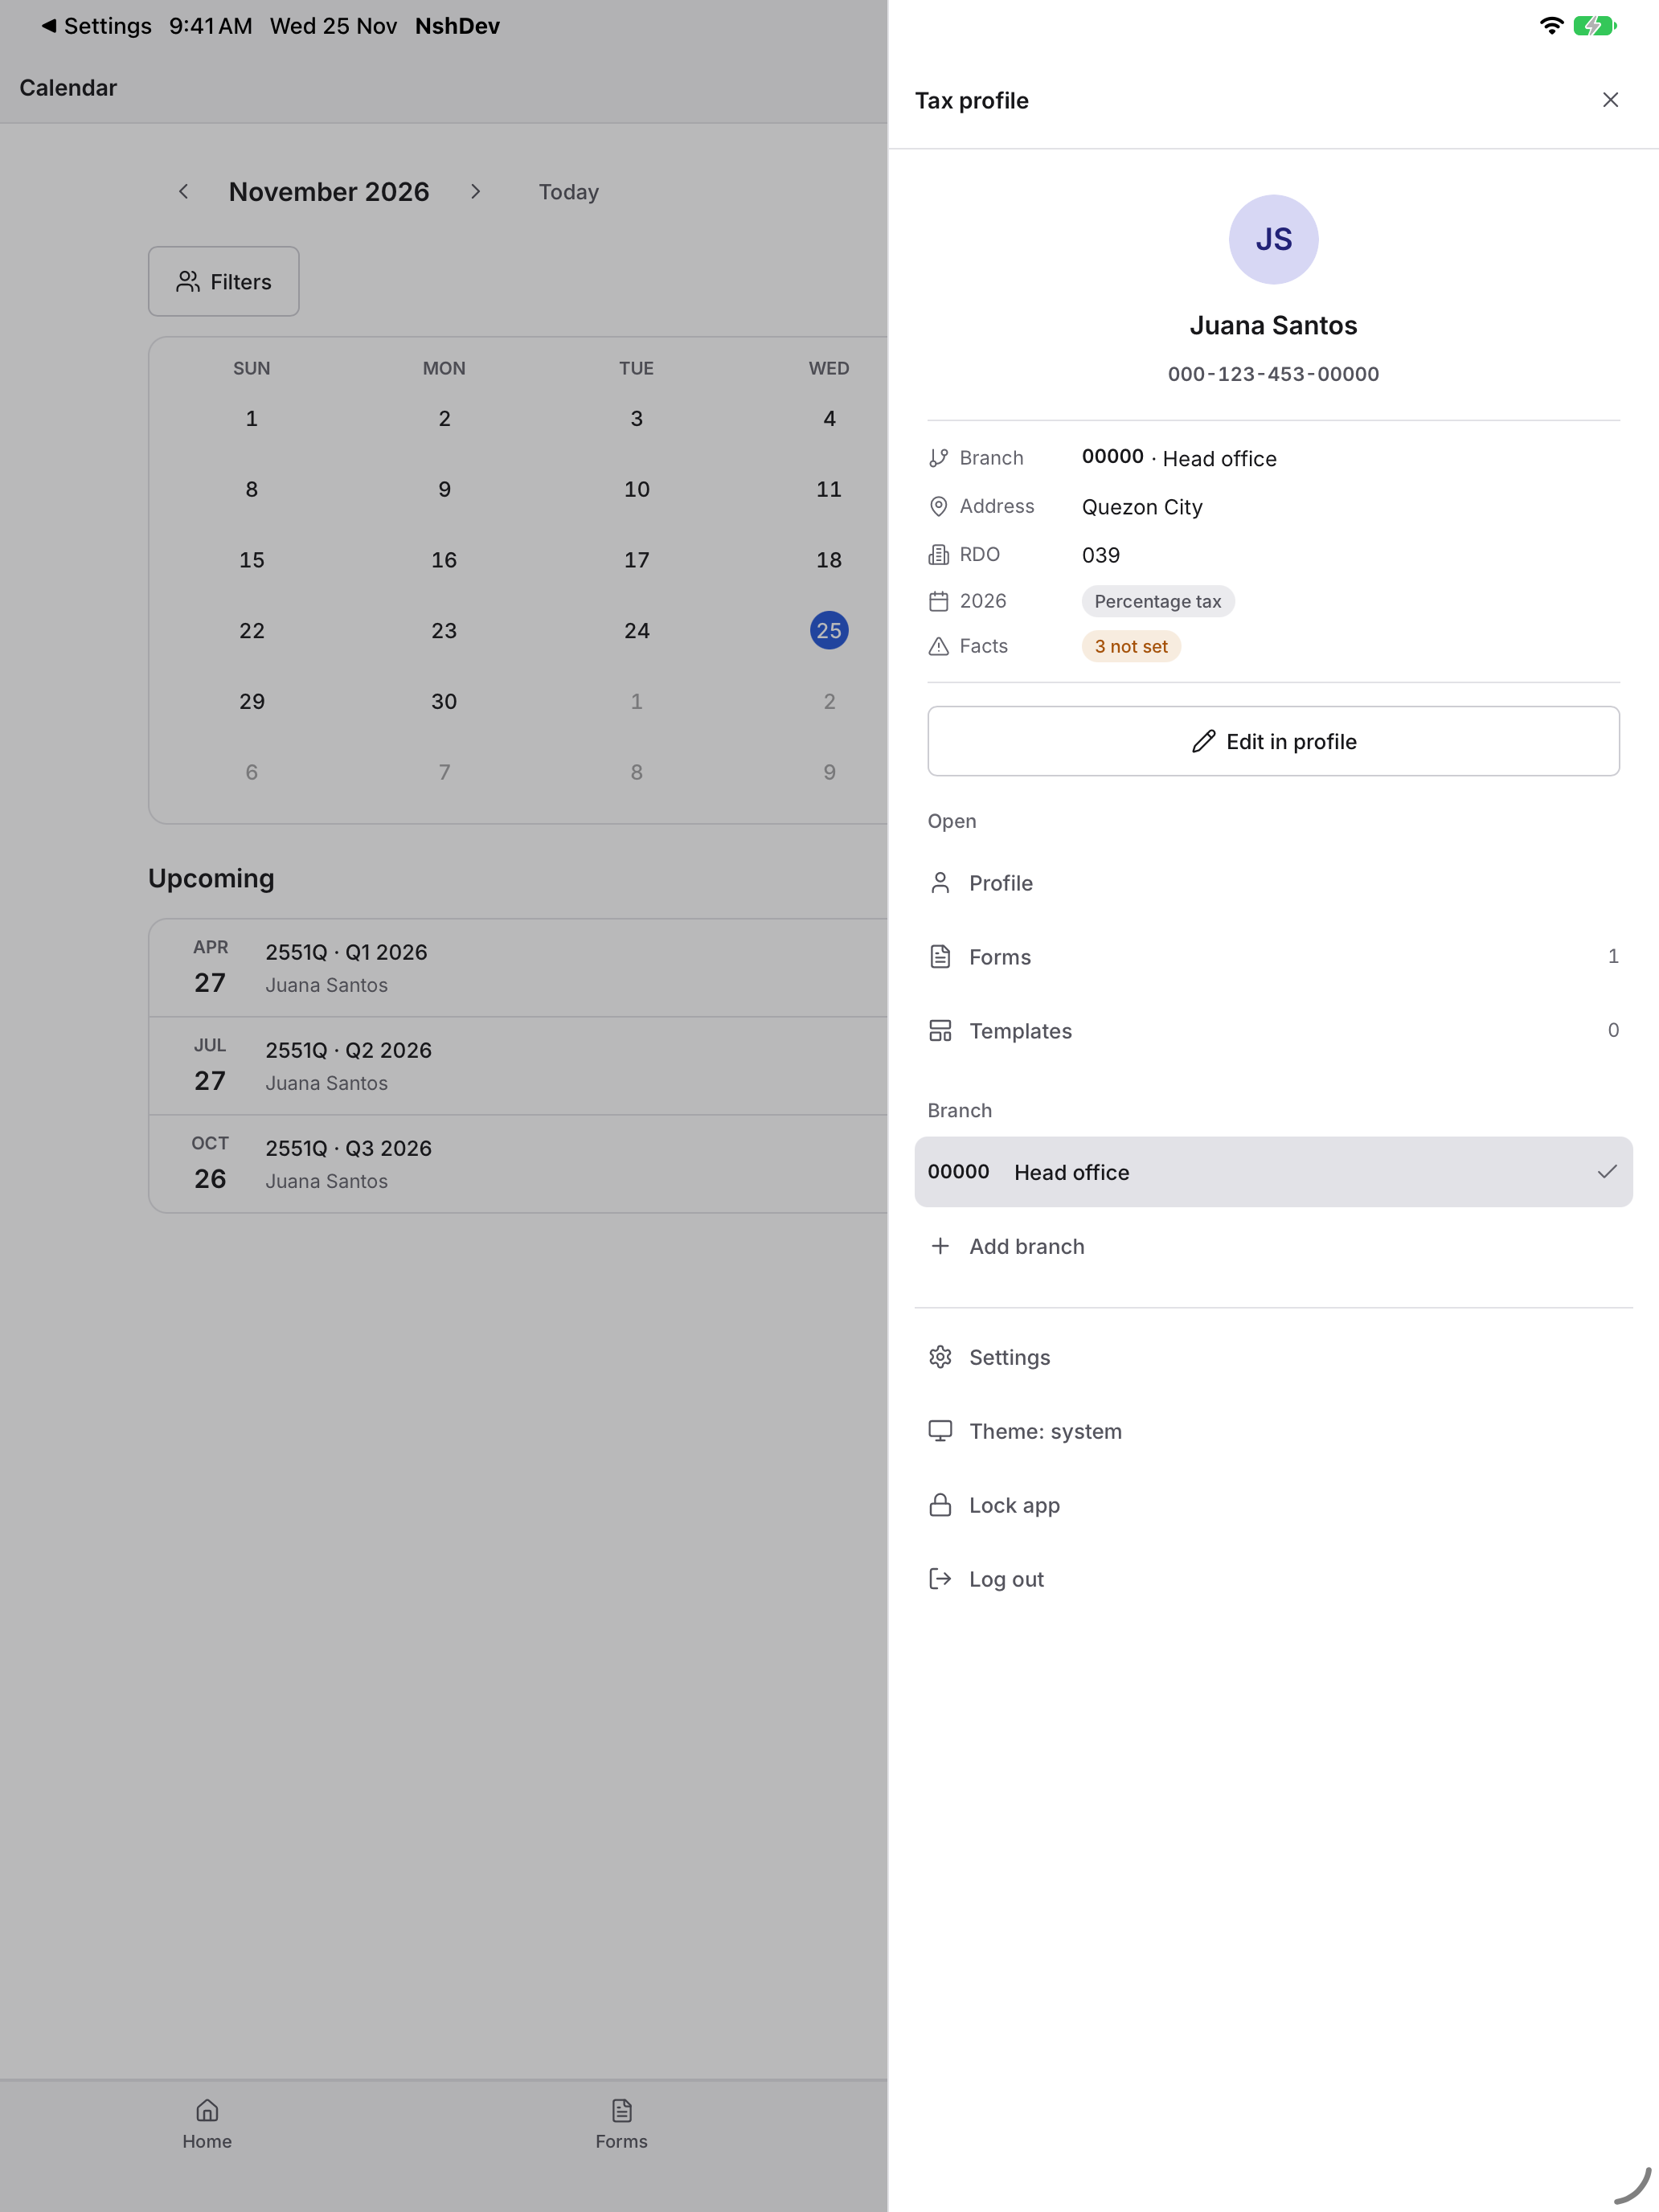 Settings 9:41 AM Wed 25 Nov NshDev
Calendar
November 2026 Today
Filters
SUN MON TUE WED
1 2 3 4
8 9 10 11
15 16 17 18
22 23 24 25
29 30 1 2
6 7 8 9
Upcoming
APR 27 2551Q · Q1 2026
Juana Santos
JUL 27 2551Q · Q2 2026
Juana Santos
OCT 26 2551Q · Q3 2026
Juana Santos
Home Forms
Tax profile
JS
Juana Santos
000-123-453-00000
Branch 00000 · Head office
Address Quezon City
RDO 039
2026 Percentage tax
Facts 3 not set
Edit in profile
Open
Profile
Forms 1
Templates 0
Branch
00000 Head office
Add branch
Settings
Theme: system
Lock app
Log out